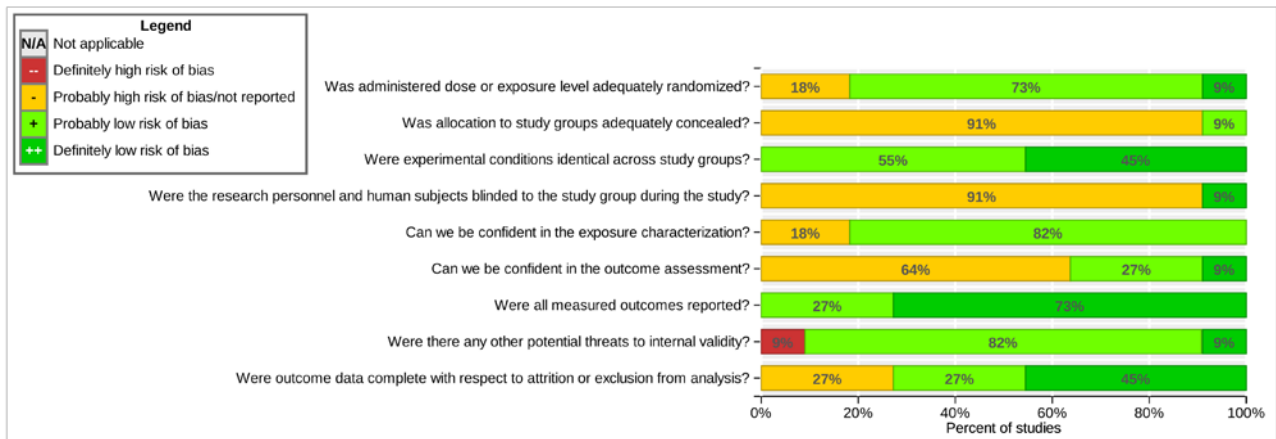 Legend
N/A Not applicable
-- Definitely high risk of bias
- Probably high risk of bias/not reported
+ Probably low risk of bias
++ Definitely low risk of bias
Was administered dose or exposure level adequately randomized? 18% 73% 9%
Was allocation to study groups adequately concealed? 91% 9%
Were experimental conditions identical across study groups? 55% 45%
Were the research personnel and human subjects blinded to the study group during the study? 91% 9%
Can we be confident in the exposure characterization? 18% 82%
Can we be confident in the outcome assessment? 64% 27% 9%
Were all measured outcomes reported? 27% 73%
Were there any other potential threats to internal validity? 9% 82% 9%
Were outcome data complete with respect to attrition or exclusion from analysis? 27% 27% 45%
0% 20% 40% 60% 80% 100%
Percent of studies